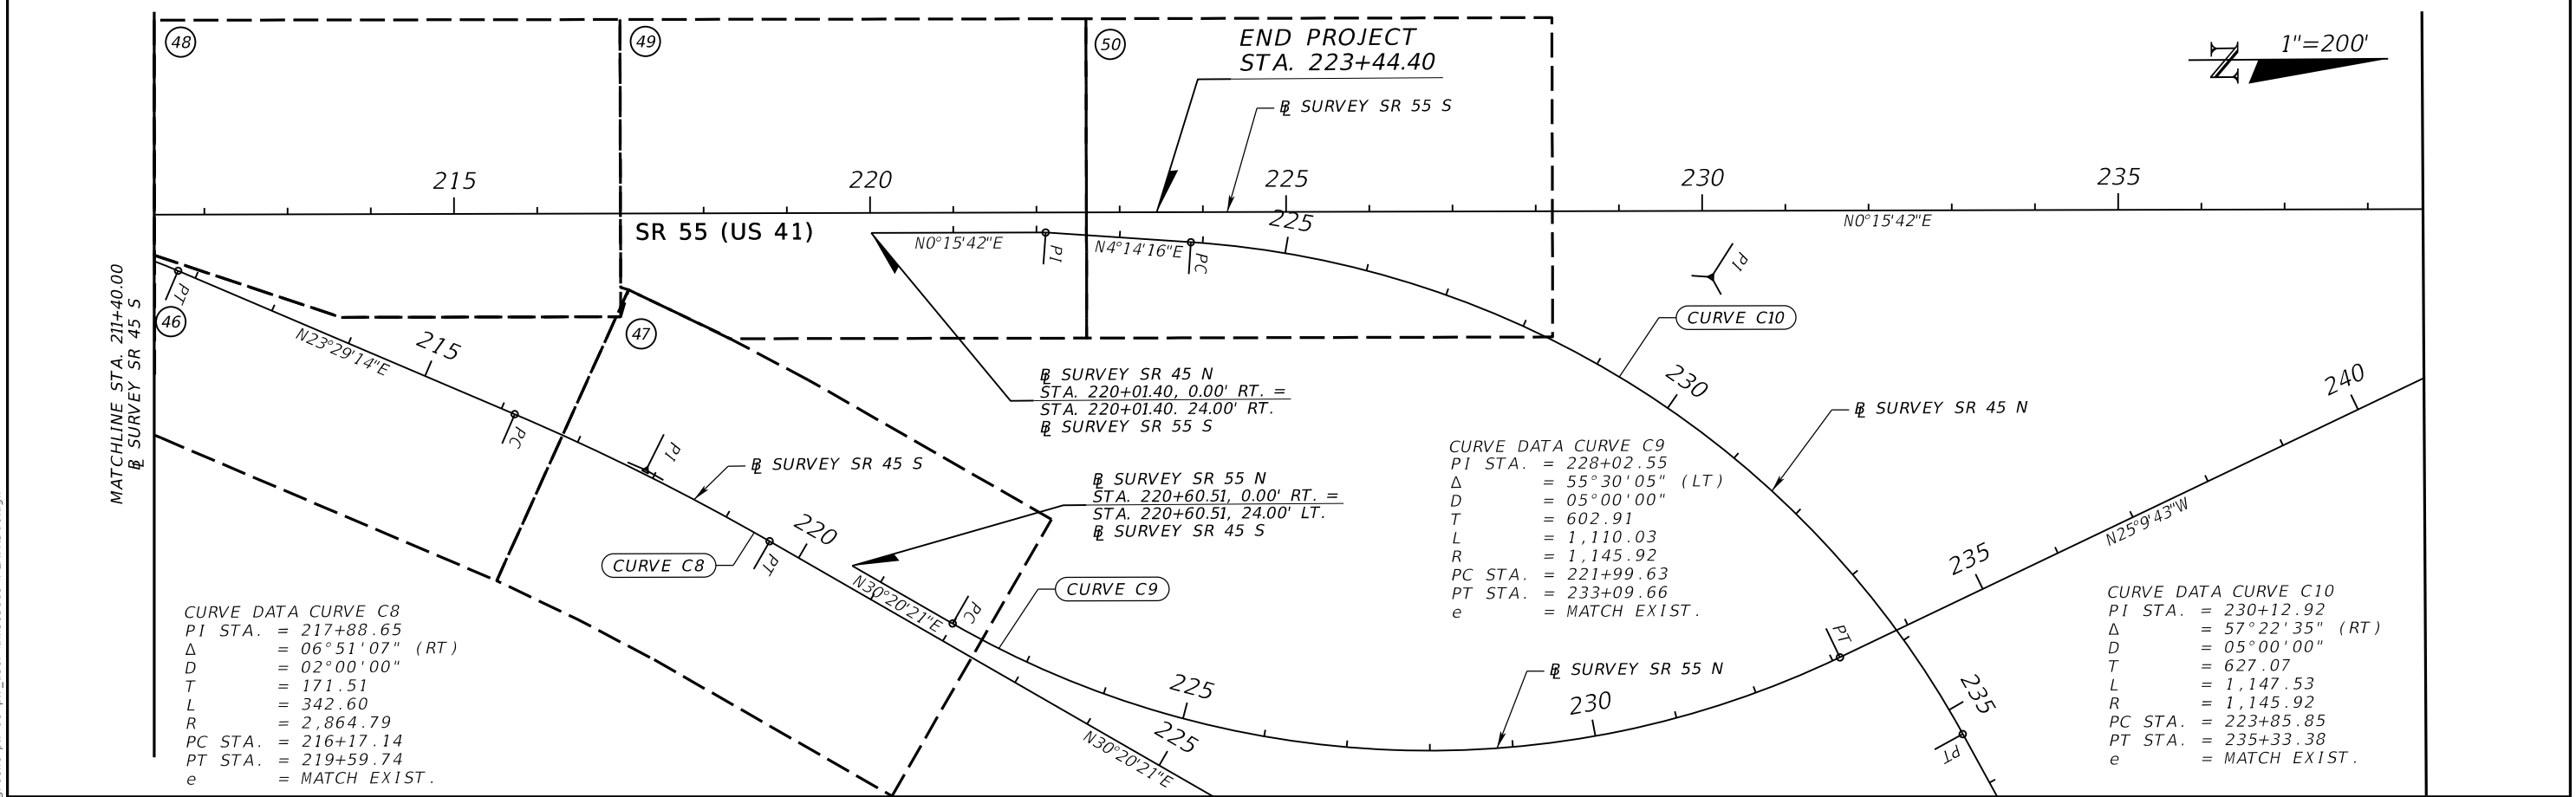 48
49
50
END PROJECT
STA. 223+44.40
1"=200'
N
BL SURVEY SR 55 S
215
220
225
230
235
N0°15'42"E
SR 55 (US 41)
225
N0°15'42"E
PI
N4°14'16"E
PC
PI
MATCHLINE STA. 211+40.00
BL SURVEY SR 45 S
PT
46
47
N23°29'14"E
215
PC
PI
CURVE C10
230
240
BL SURVEY SR 45 N
STA. 220+01.40, 0.00' RT. =
STA. 220+01.40. 24.00' RT.
BL SURVEY SR 55 S
BL SURVEY SR 45 N
BL SURVEY SR 45 S
BL SURVEY SR 55 N
STA. 220+60.51, 0.00' RT. =
STA. 220+60.51, 24.00' LT.
BL SURVEY SR 45 S
CURVE DATA CURVE C9
PI STA. = 228+02.55
Δ = 55°30'05" (LT)
D = 05°00'00"
T = 602.91
L = 1,110.03
R = 1,145.92
PC STA. = 221+99.63
PT STA. = 233+09.66
e = MATCH EXIST.
N25°9'43"W
220
CURVE C8
PT
N30°20'21"E
PC
CURVE C9
235
PT
CURVE DATA CURVE C8
PI STA. = 217+88.65
Δ = 06°51'07" (RT)
D = 02°00'00"
T = 171.51
L = 342.60
R = 2,864.79
PC STA. = 216+17.14
PT STA. = 219+59.74
e = MATCH EXIST.
225
225
N30°20'21"E
BL SURVEY SR 55 N
230
235
PT
CURVE DATA CURVE C10
PI STA. = 230+12.92
Δ = 57°22'35" (RT)
D = 05°00'00"
T = 627.07
L = 1,147.53
R = 1,145.92
PC STA. = 223+85.85
PT STA. = 235+33.38
e = MATCH EXIST.